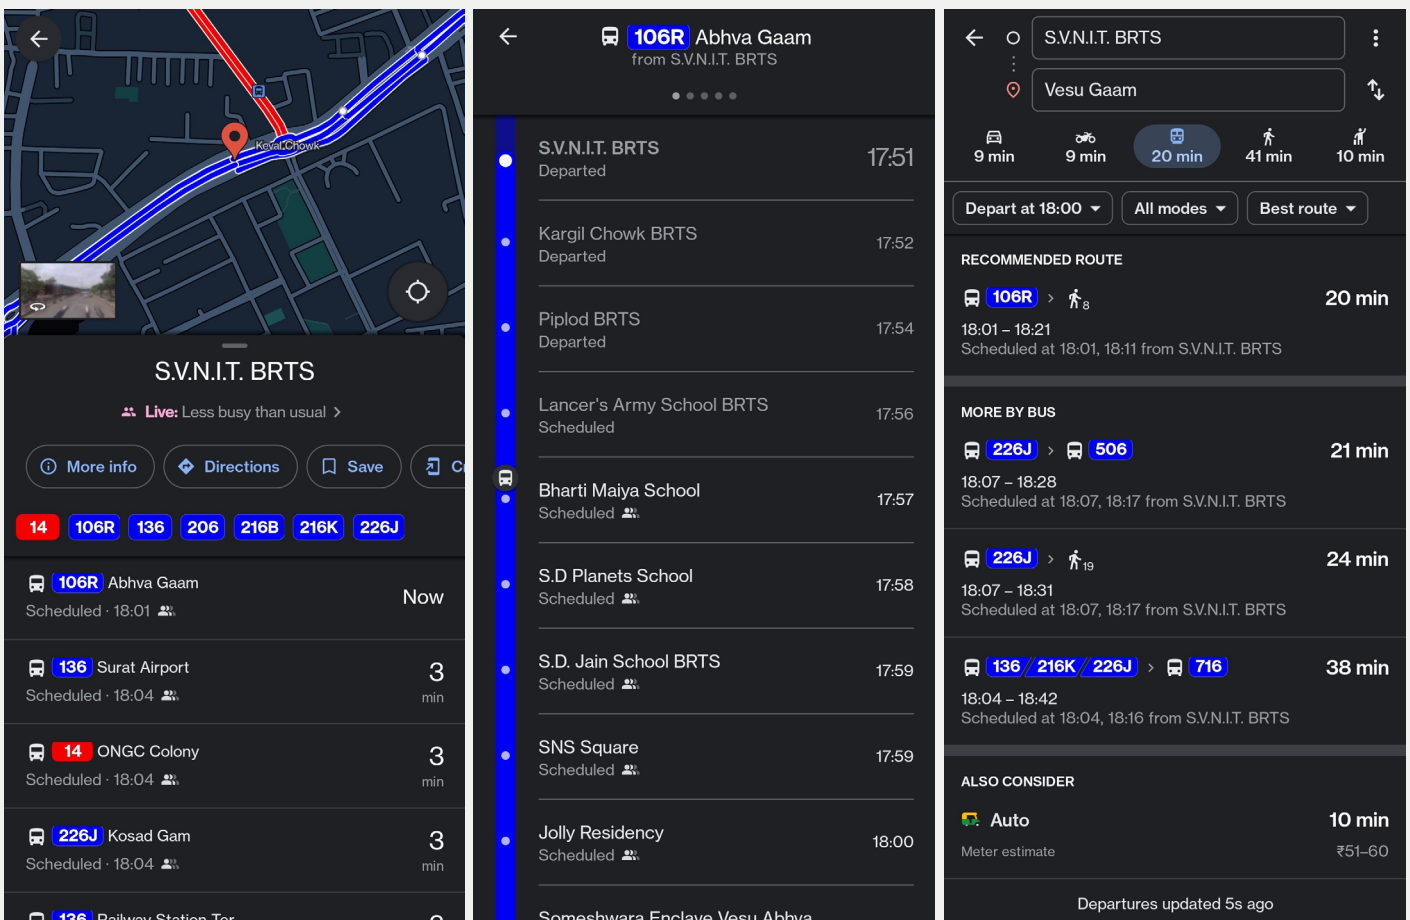 Keval Chowk
S.V.N.I.T. BRTS
Live: Less busy than usual
More info
Directions
Save
14 106R 136 206 216B 216K 226J
106R Abhva Gaam
Scheduled · 18:01
Now
136 Surat Airport
Scheduled · 18:04
3
min
14 ONGC Colony
Scheduled · 18:04
3
min
226J Kosad Gam
Scheduled · 18:04
3
min
136 Railway Station Ter
106R Abhva Gaam
from S.V.N.I.T. BRTS
S.V.N.I.T. BRTS
Departed
17:51
Kargil Chowk BRTS
Departed
17:52
Piplod BRTS
Departed
17:54
Lancer's Army School BRTS
Scheduled
17:56
Bharti Maiya School
Scheduled
17:57
S.D Planets School
Scheduled
17:58
S.D. Jain School BRTS
Scheduled
17:59
SNS Square
Scheduled
17:59
Jolly Residency
Scheduled
18:00
Someshwara Enclave Vesu Abhva
S.V.N.I.T. BRTS
Vesu Gaam
9 min 9 min 20 min 41 min 10 min
Depart at 18:00 All modes Best route
RECOMMENDED ROUTE
106R 8 20 min
18:01 – 18:21
Scheduled at 18:01, 18:11 from S.V.N.I.T. BRTS
MORE BY BUS
226J 506 21 min
18:07 – 18:28
Scheduled at 18:07, 18:17 from S.V.N.I.T. BRTS
226J 19 24 min
18:07 – 18:31
Scheduled at 18:07, 18:17 from S.V.N.I.T. BRTS
136 216K 226J 716 38 min
18:04 – 18:42
Scheduled at 18:04, 18:16 from S.V.N.I.T. BRTS
ALSO CONSIDER
Auto 10 min
Meter estimate ₹51–60
Departures updated 5s ago